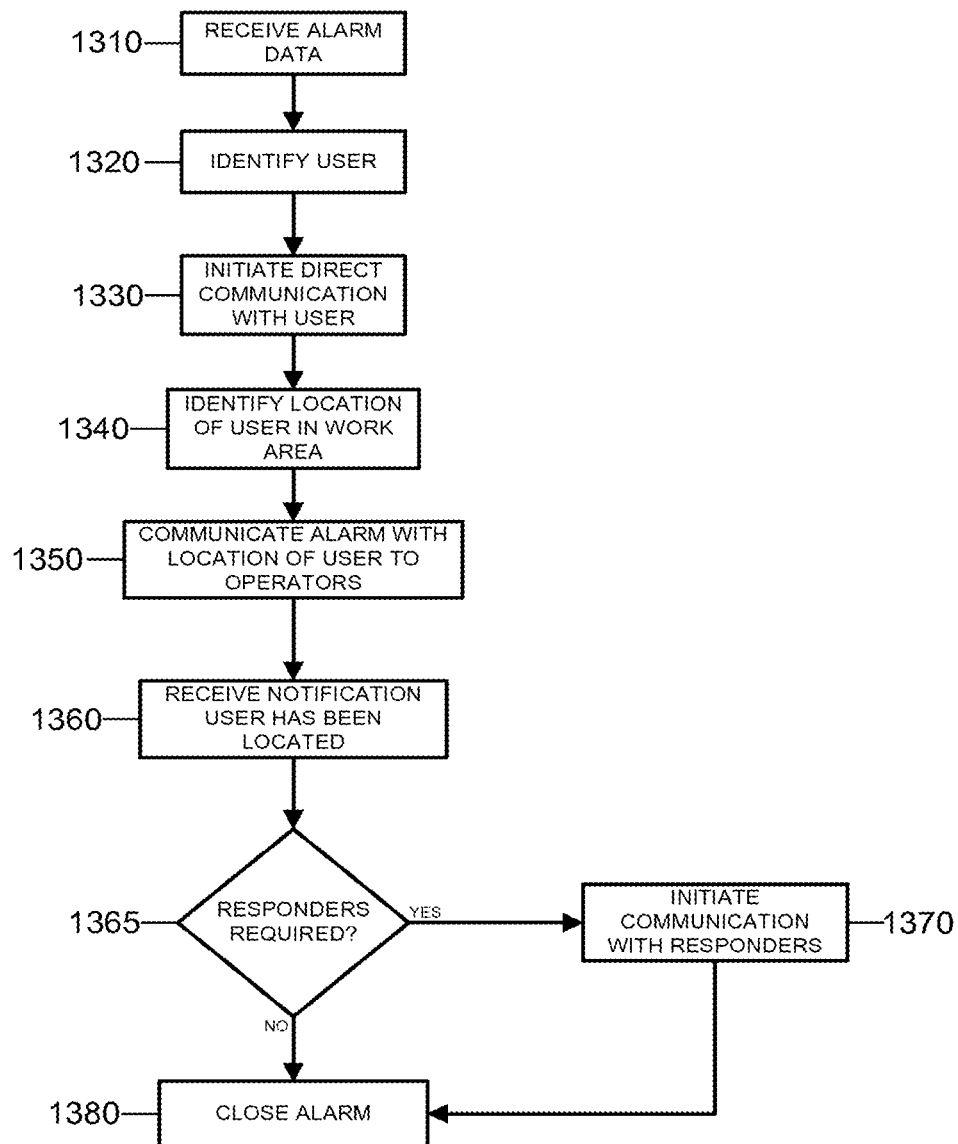 1310
RECEIVE ALARM
DATA
1320
IDENTIFY USER
1330
INITIATE DIRECT
COMMUNICATION
WITH USER
1340
IDENTIFY LOCATION
OF USER IN WORK
AREA
1350
COMMUNICATE ALARM WITH
LOCATION OF USER TO
OPERATORS
1360
RECEIVE NOTIFICATION
USER HAS BEEN
LOCATED
1365
RESPONDERS
REQUIRED?
YES
INITIATE
COMMUNICATION
WITH RESPONDERS
1370
NO
1380
CLOSE ALARM